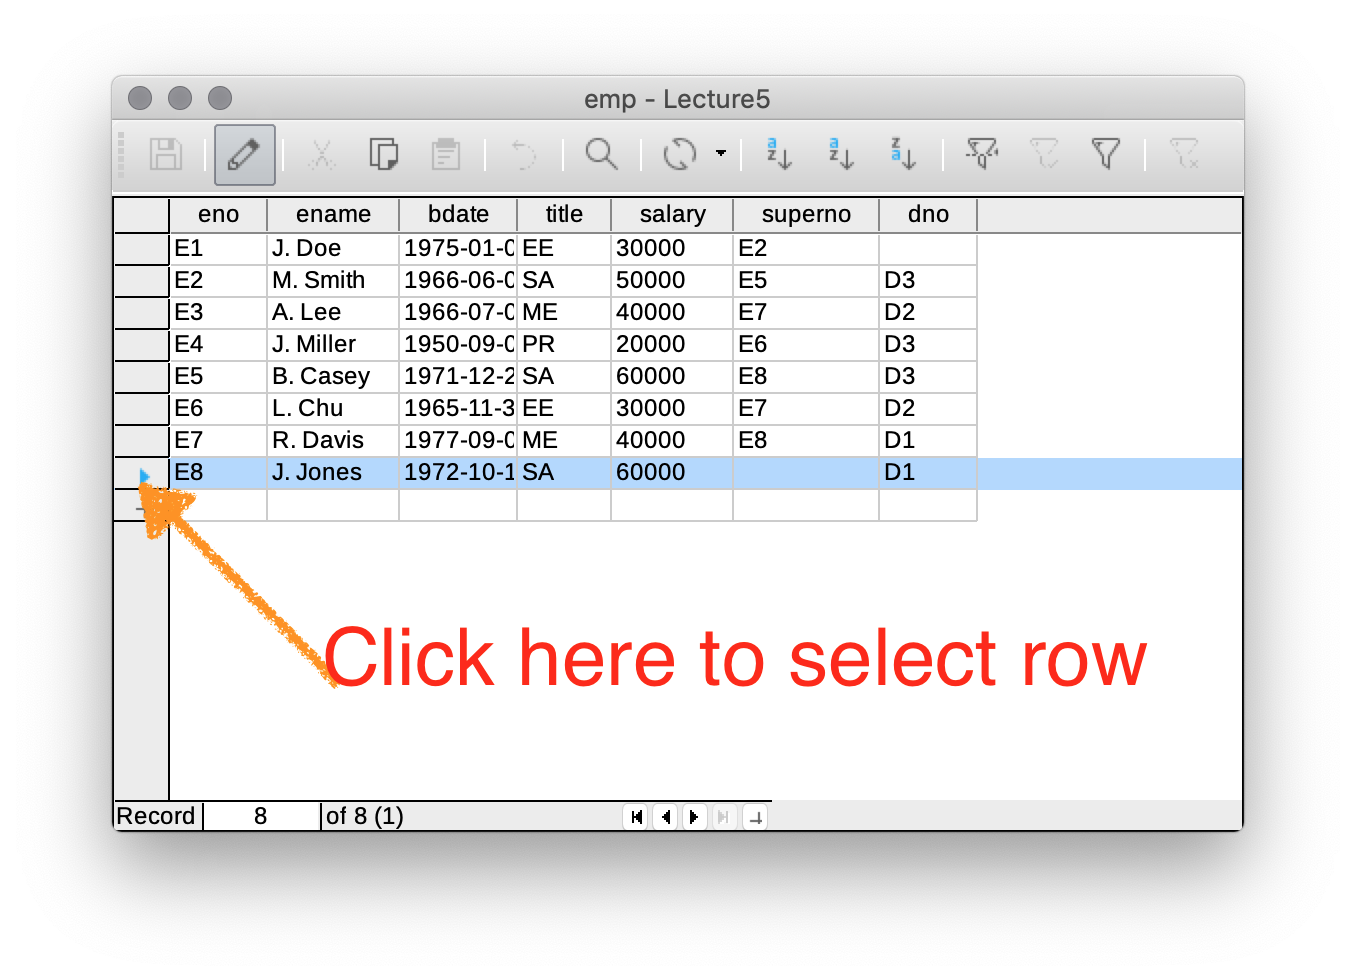 emp - Lecture5
eno ename bdate title salary superno dno
E1 J. Doe 1975-01-0 EE 30000 E2
E2 M. Smith 1966-06-0 SA 50000 E5 D3
E3 A. Lee 1966-07-0 ME 40000 E7 D2
E4 J. Miller 1950-09-0 PR 20000 E6 D3
E5 B. Casey 1971-12-2 SA 60000 E8 D3
E6 L. Chu 1965-11-3 EE 30000 E7 D2
E7 R. Davis 1977-09-0 ME 40000 E8 D1
E8 J. Jones 1972-10-1 SA 60000 D1
Click here to select row
Record 8 of 8 (1)